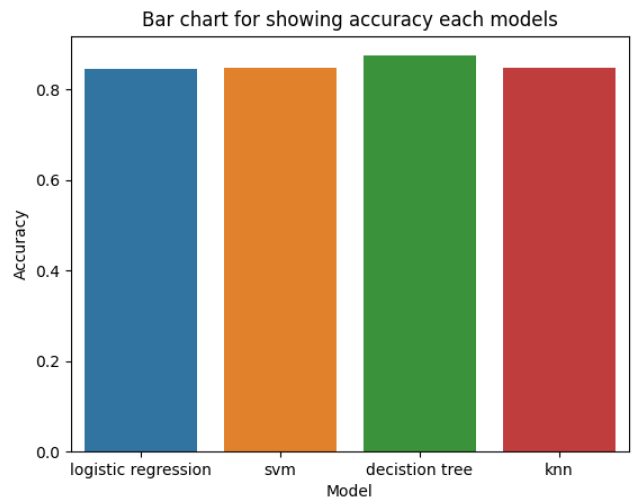 Bar chart for showing accuracy each models
Accuracy
0.8
0.6
0.4
0.2
0.0
logistic regression svm decistion tree knn
Model